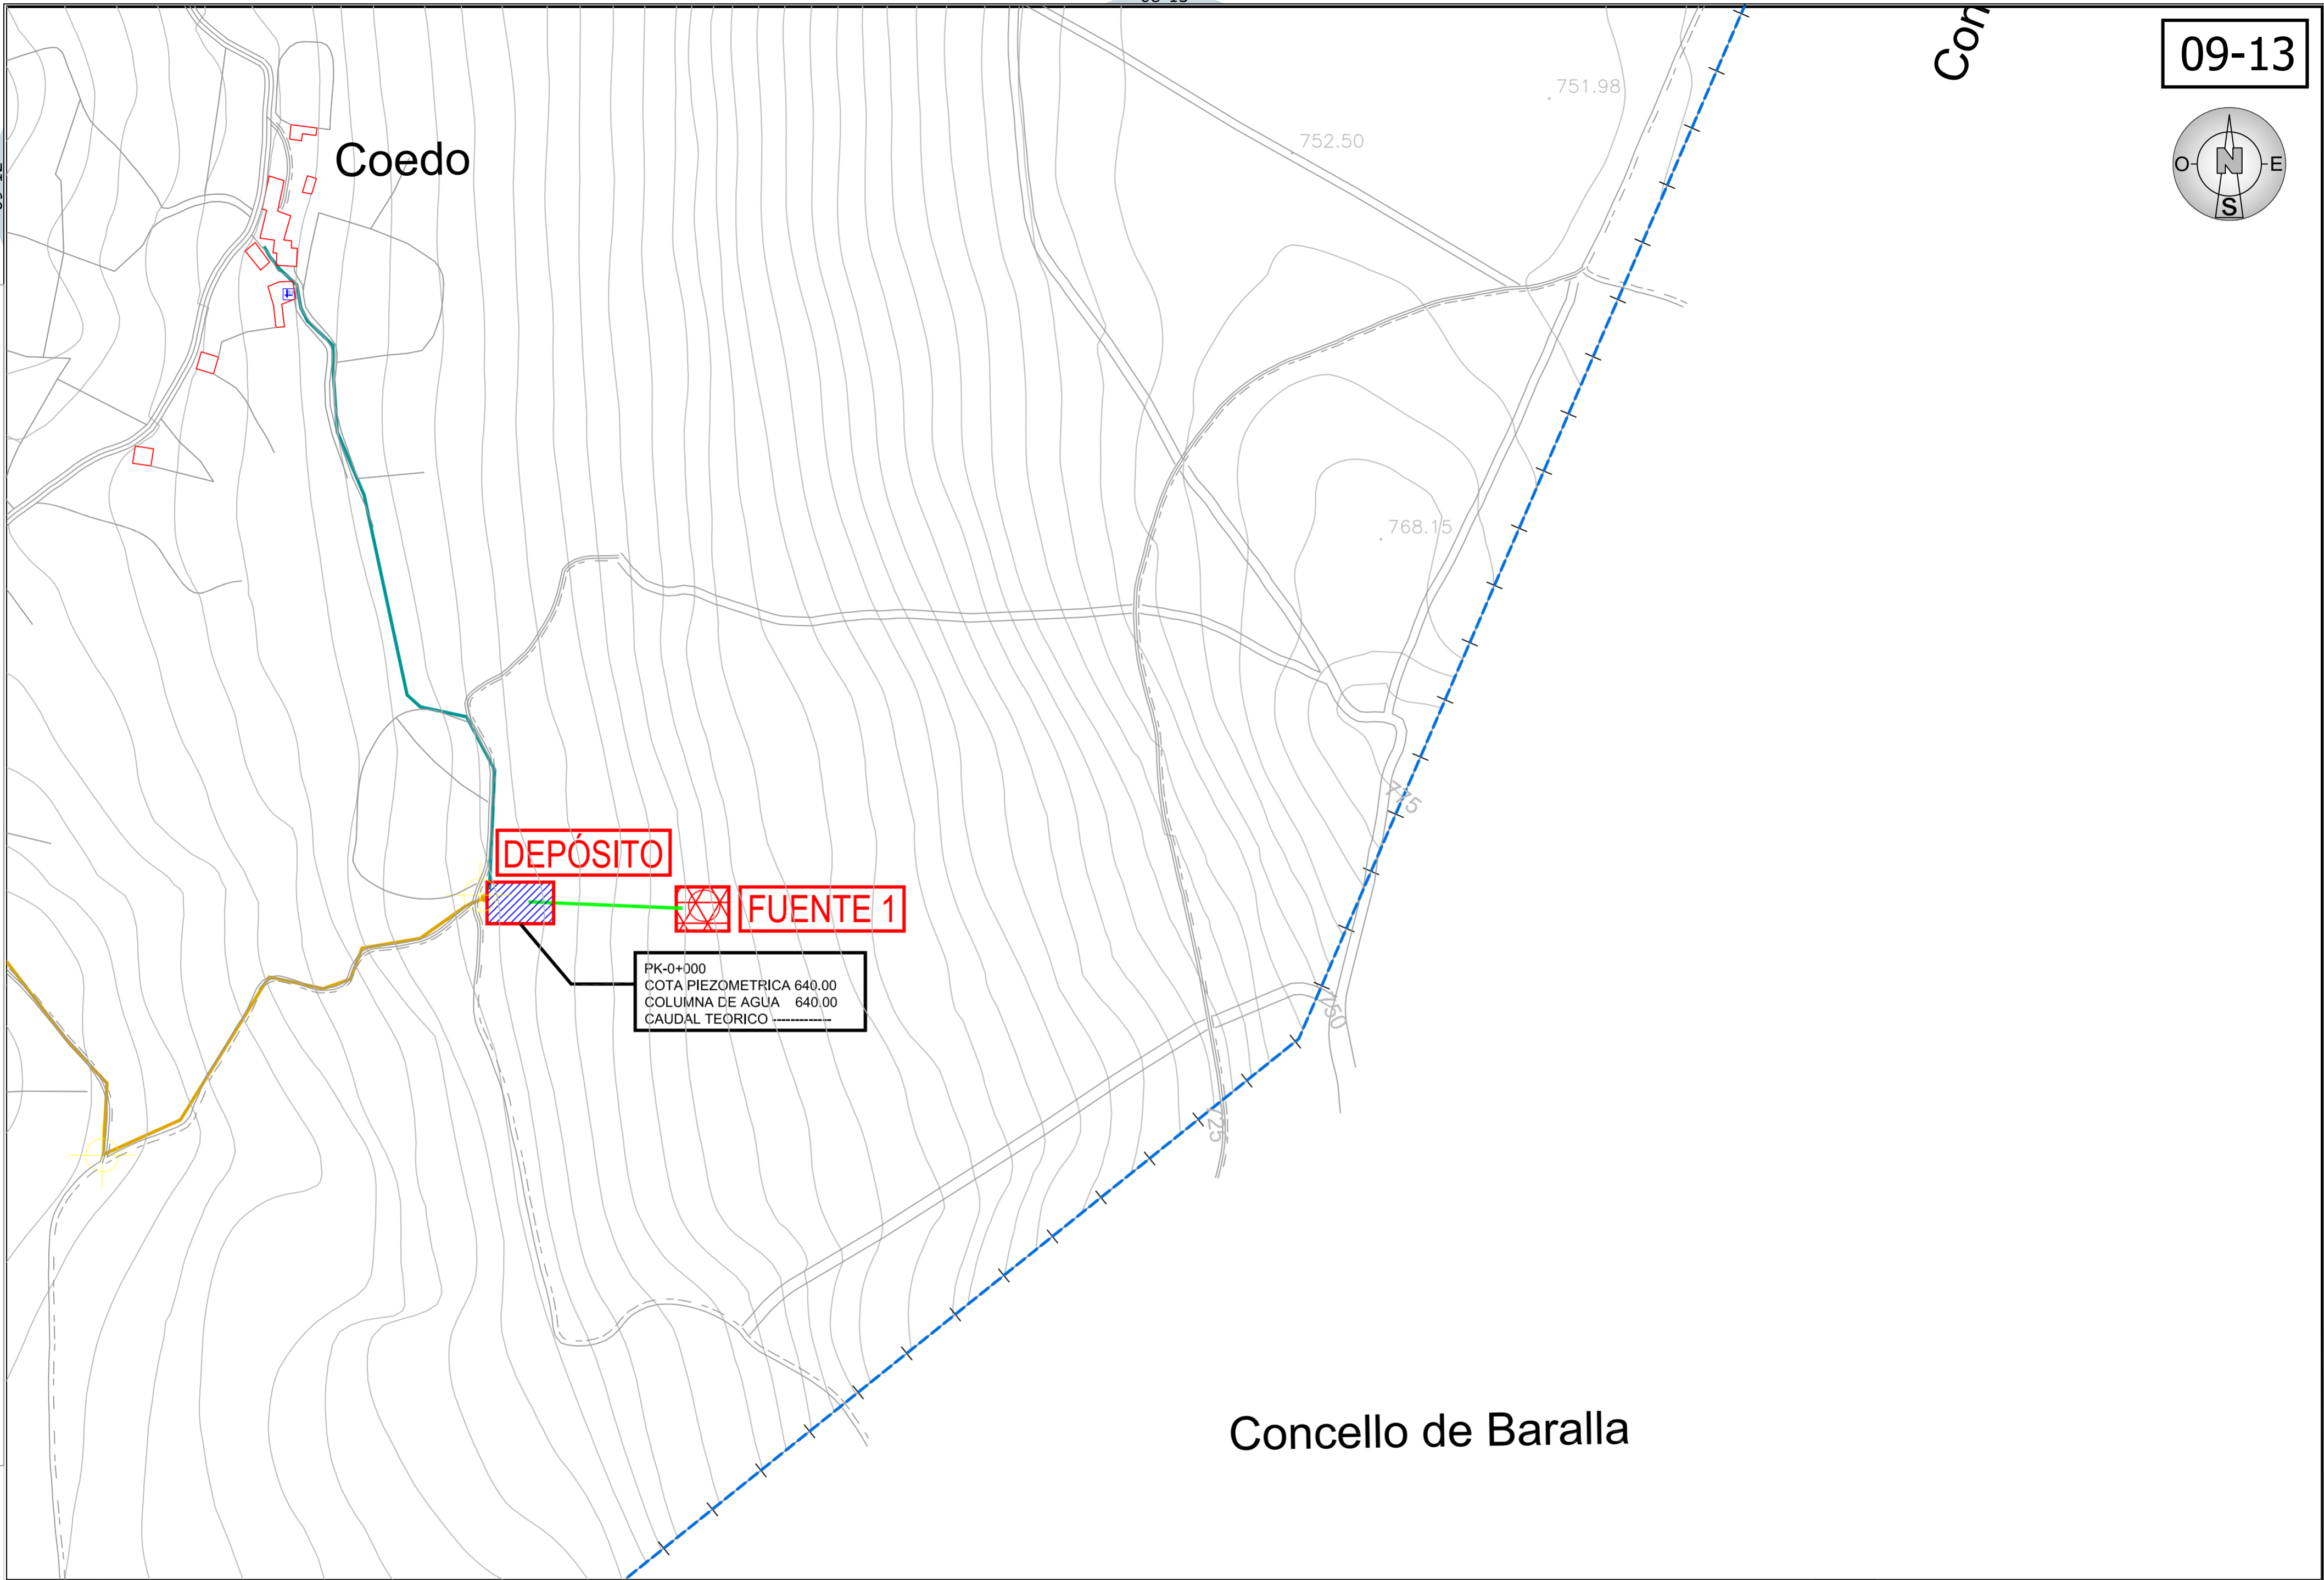 09-13
Con
751.98
752.50
Coedo
N
O
E
S
768.15
775
DEPÓSITO
FUENTE 1
PK-0+000
COTA PIEZOMETRICA 640.00
COLUMNA DE AGUA 640.00
CAUDAL TEORICO -------------
750
725
Concello de Baralla